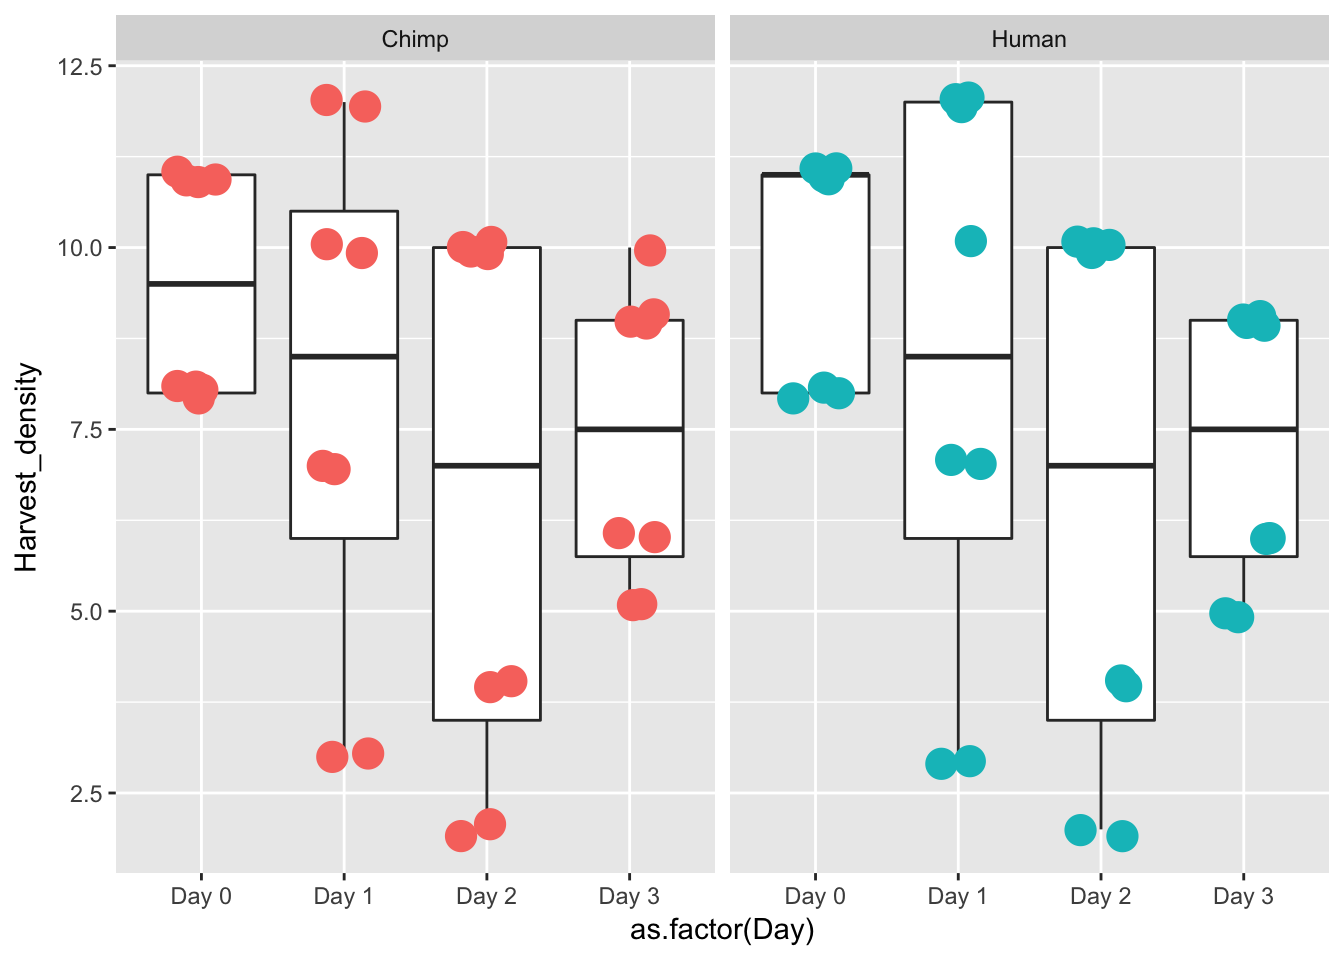 Chimp
Human
12.5
10.0
7.5
5.0
2.5
Harvest_density
Day 0
Day 1
Day 2
Day 3
Day 0
Day 1
Day 2
Day 3
as.factor(Day)